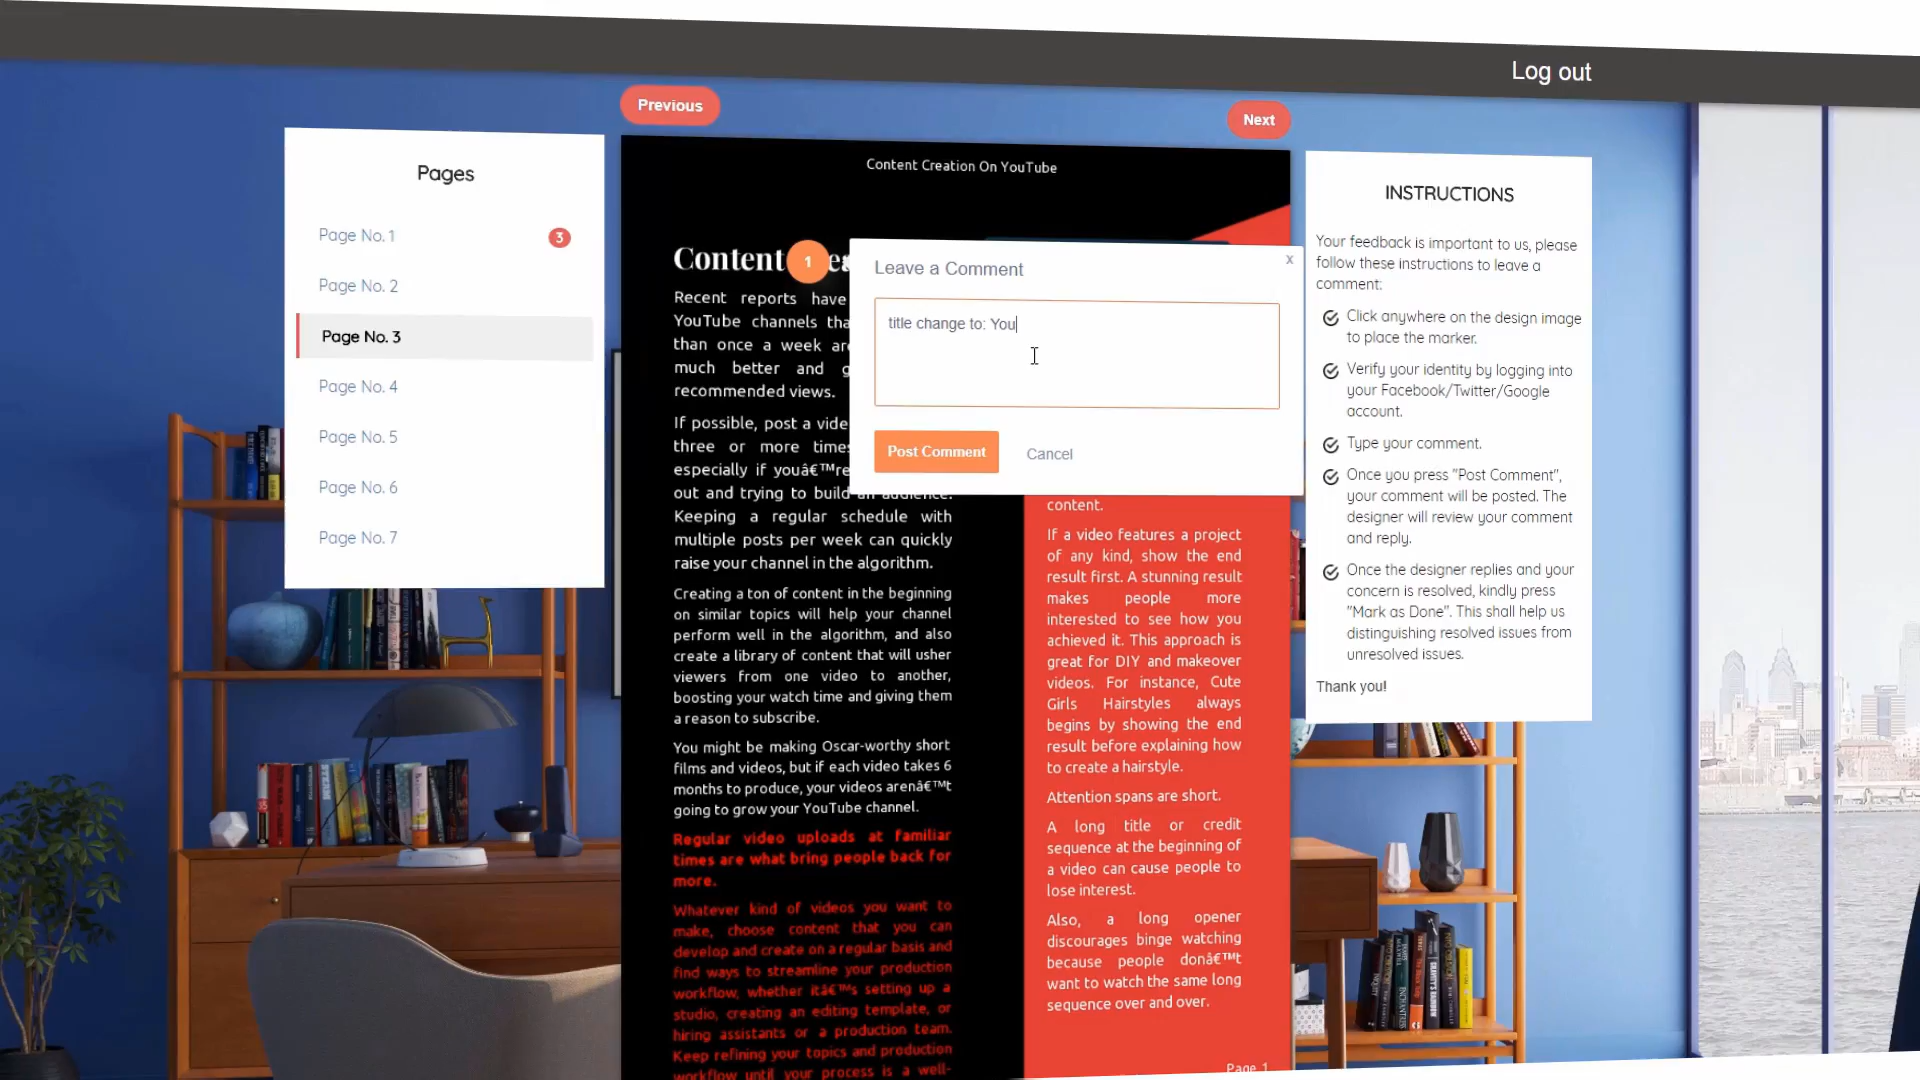 Log out
Previous
Next
Pages
Page No. 1
3
Page No. 2
Page No. 3
Page No. 4
Page No. 5
Page No. 6
Page No. 7
Content Creation On YouTube
Content
1
Recent reports have
YouTube channels
than once a week
much better and
recommended views.
If possible, post a
three or more
especially if youâ€™re
out and trying to build an audience.
Keeping a regular schedule with
multiple posts per week can quickly
raise your channel in the algorithm.
Creating a ton of content in the beginning
on similar topics will help your channel
perform well in the algorithm, and also
create a library of content that will usher
viewers from one video to another,
boosting your watch time and giving them
a reason to subscribe.
You might be making Oscar-worthy short
films and videos, but if each video takes 6
months to produce, your videos arenâ€™t
going to grow your YouTube channel.
Regular video uploads at familiar
times are what bring people back for
more.
Whatever kind of videos you want to
make, choose content that you can
develop and create on a regular basis and
find ways to streamline your production
workflow, whether itâ€™s setting up a
studio, creating an editing template, or
hiring assistants or a production team.
Keep refining your topics and production
workflow until your process is a well-
Leave a Comment
x
title change to: You
Post Comment
Cancel
content.
If a video features a project
of any kind, show the end
result first. A stunning result
makes people more
interested to see how you
achieved it. This approach is
great for DIY and makeover
videos. For instance, Cute
Girls Hairstyles always
begins by showing the end
result before explaining how
to create a hairstyle.
Attention spans are short.
A long title or credit
sequence at the beginning of
a video can cause people to
lose interest.
Also, a long opener
discourages binge watching
because people donâ€™t
want to watch the same long
sequence over and over.
Page 1
INSTRUCTIONS
Your feedback is important to us, please
follow these instructions to leave a
comment:
Click anywhere on the design image
to place the marker.
Verify your identity by logging into
your Facebook/Twitter/Google
account.
Type your comment.
Once you press "Post Comment",
your comment will be posted. The
designer will review your comment
and reply.
Once the designer replies and your
concern is resolved, kindly press
"Mark as Done". This shall help us
distinguishing resolved issues from
unresolved issues.
Thank you!